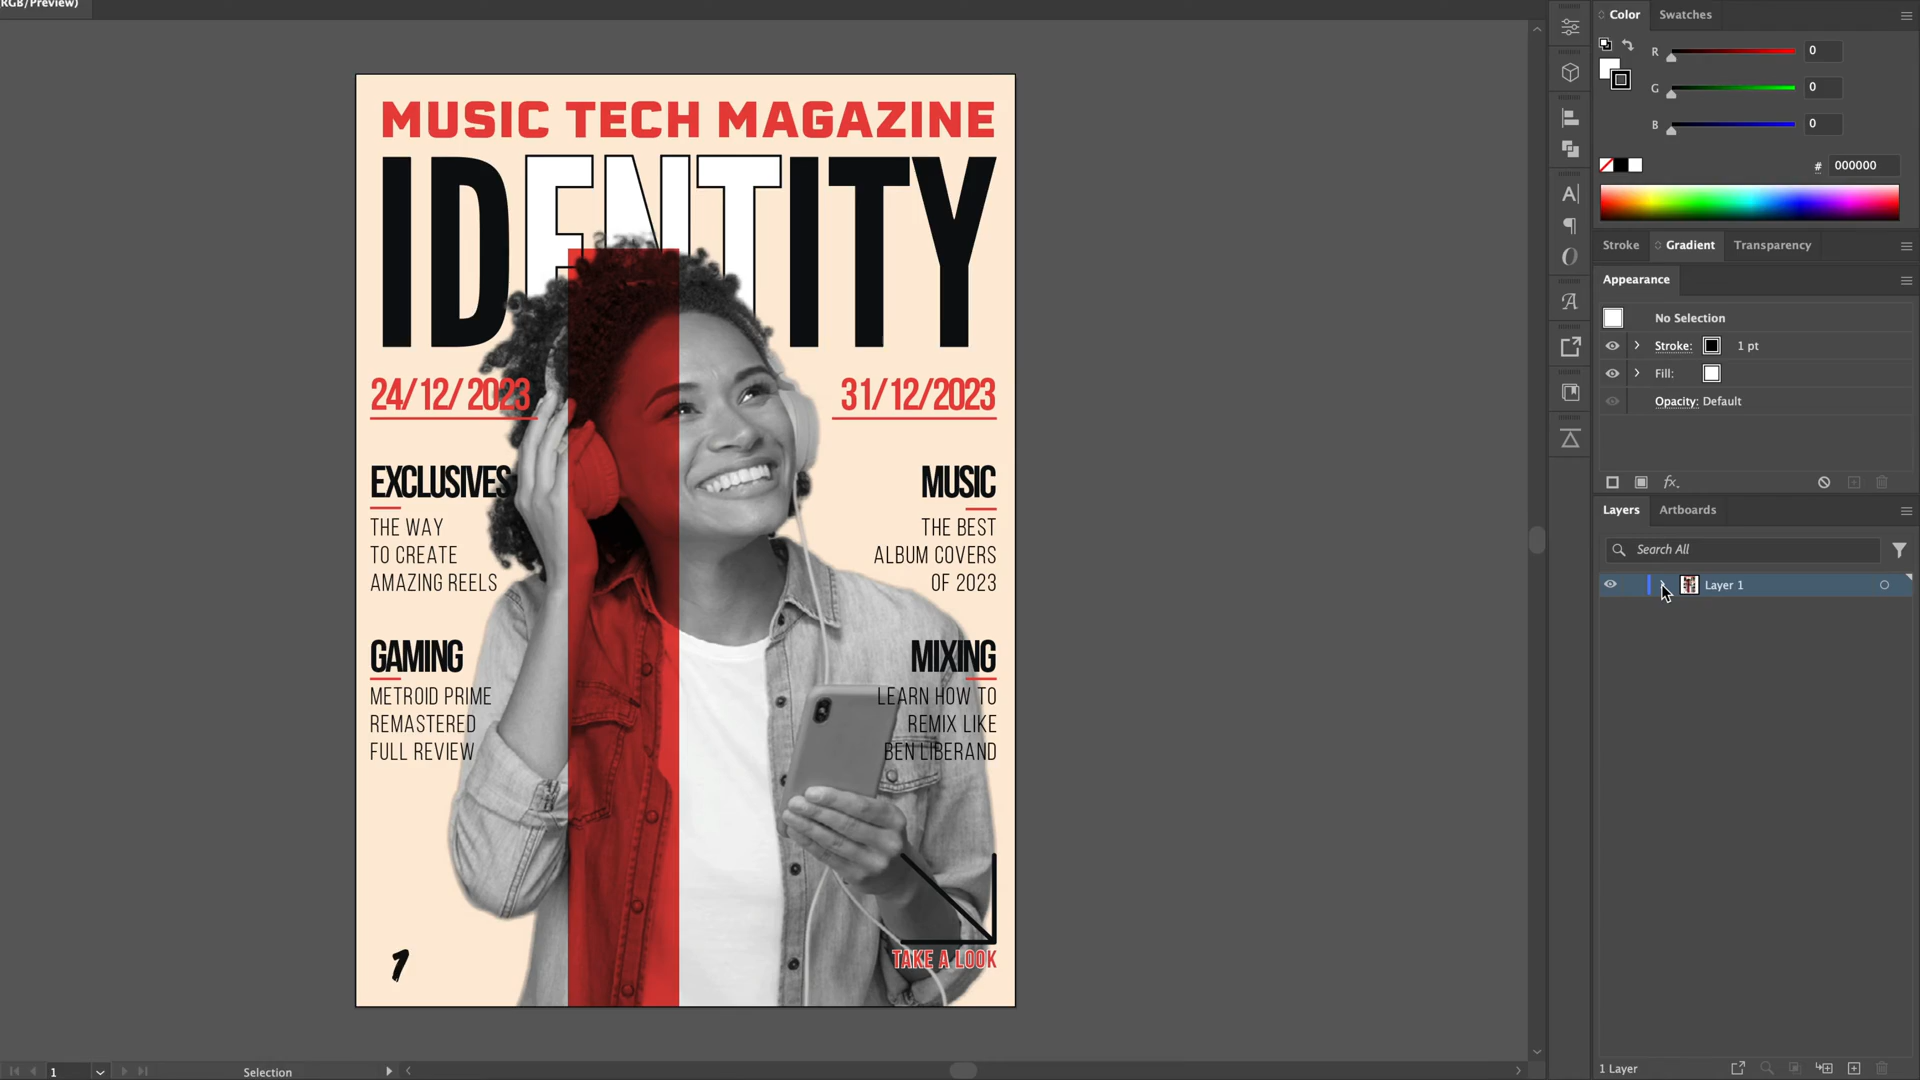 (RGB/Preview)
MUSIC TECH MAGAZINE
IDENTITY
24/12/2023
31/12/2023
EXCLUSIVES
THE WAY
TO CREATE
AMAZING REELS
MUSIC
THE BEST
ALBUM COVERS
OF 2023
GAMING
METROID PRIME
REMASTERED
FULL REVIEW
MIXING
LEARN HOW TO
REMIX LIKE
BEN LIBERAND
1
TAKE A LOOK
1
Selection
Color
Swatches
R 0
G 0
B 0
# 000000
Stroke
Gradient
Transparency
Appearance
No Selection
Stroke: 1 pt
Fill:
Opacity: Default
fx.
Layers
Artboards
Search All
Layer 1
1 Layer